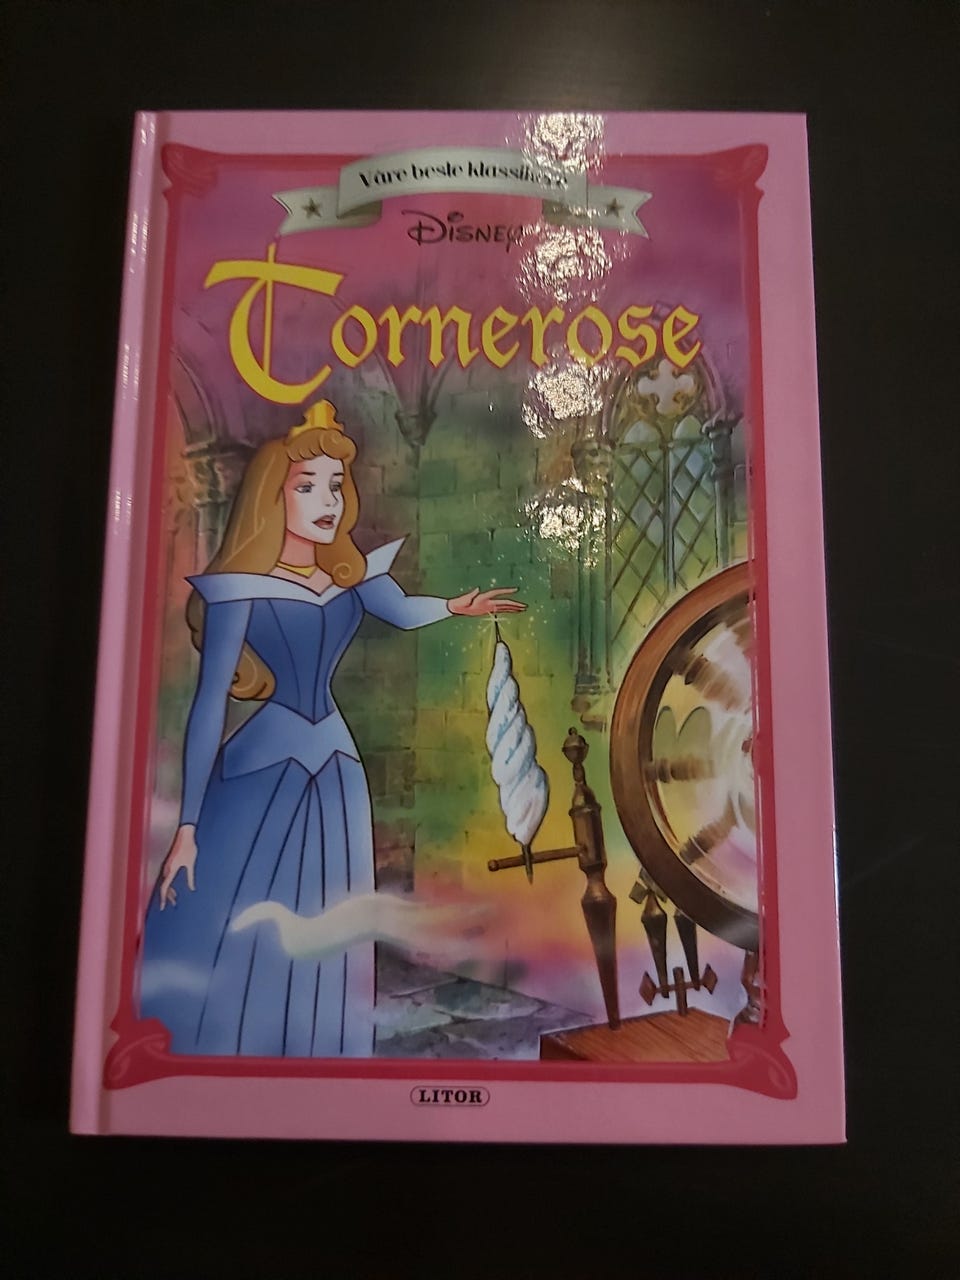 Våre beste klassikere
Disney
Tornerose
LITOR